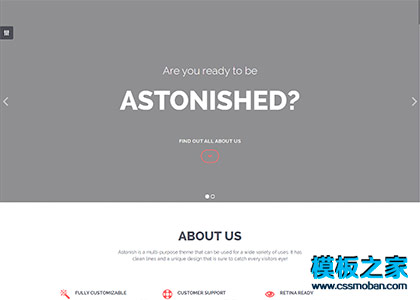 Are you ready to be
ASTONISHED?
FIND OUT ALL ABOUT US
ABOUT US
Astonish is a multi-purpose theme that can be used for a wide variety of users. It has
clean lines and a unique design that is sure to catch every visitors eye!
FULLY CUSTOMIZABLE
CUSTOMER SUPPORT
RETINA READY
模板之家
www.cssmoban.com